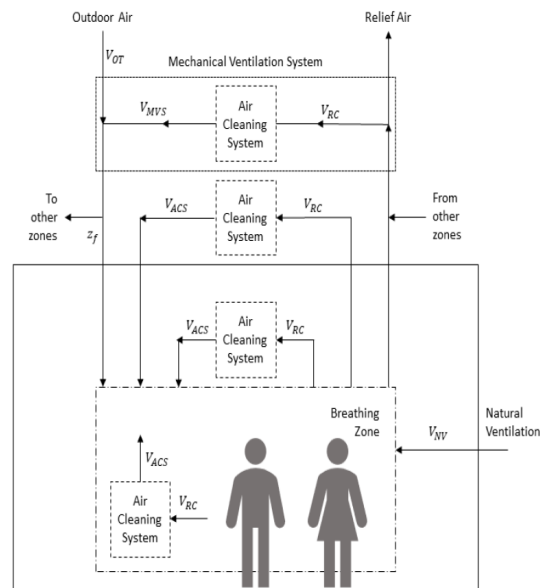 Outdoor Air
Relief Air
V_OT
Mechanical Ventilation System
V_MVS
Air
Cleaning
System
V_RC
To
other
zones
z_f
V_ACS
Air
Cleaning
System
V_RC
From
other
zones
V_ACS
Air
Cleaning
System
V_RC
Breathing
Zone
Natural
Ventilation
V_NV
V_ACS
Air
Cleaning
System
V_RC